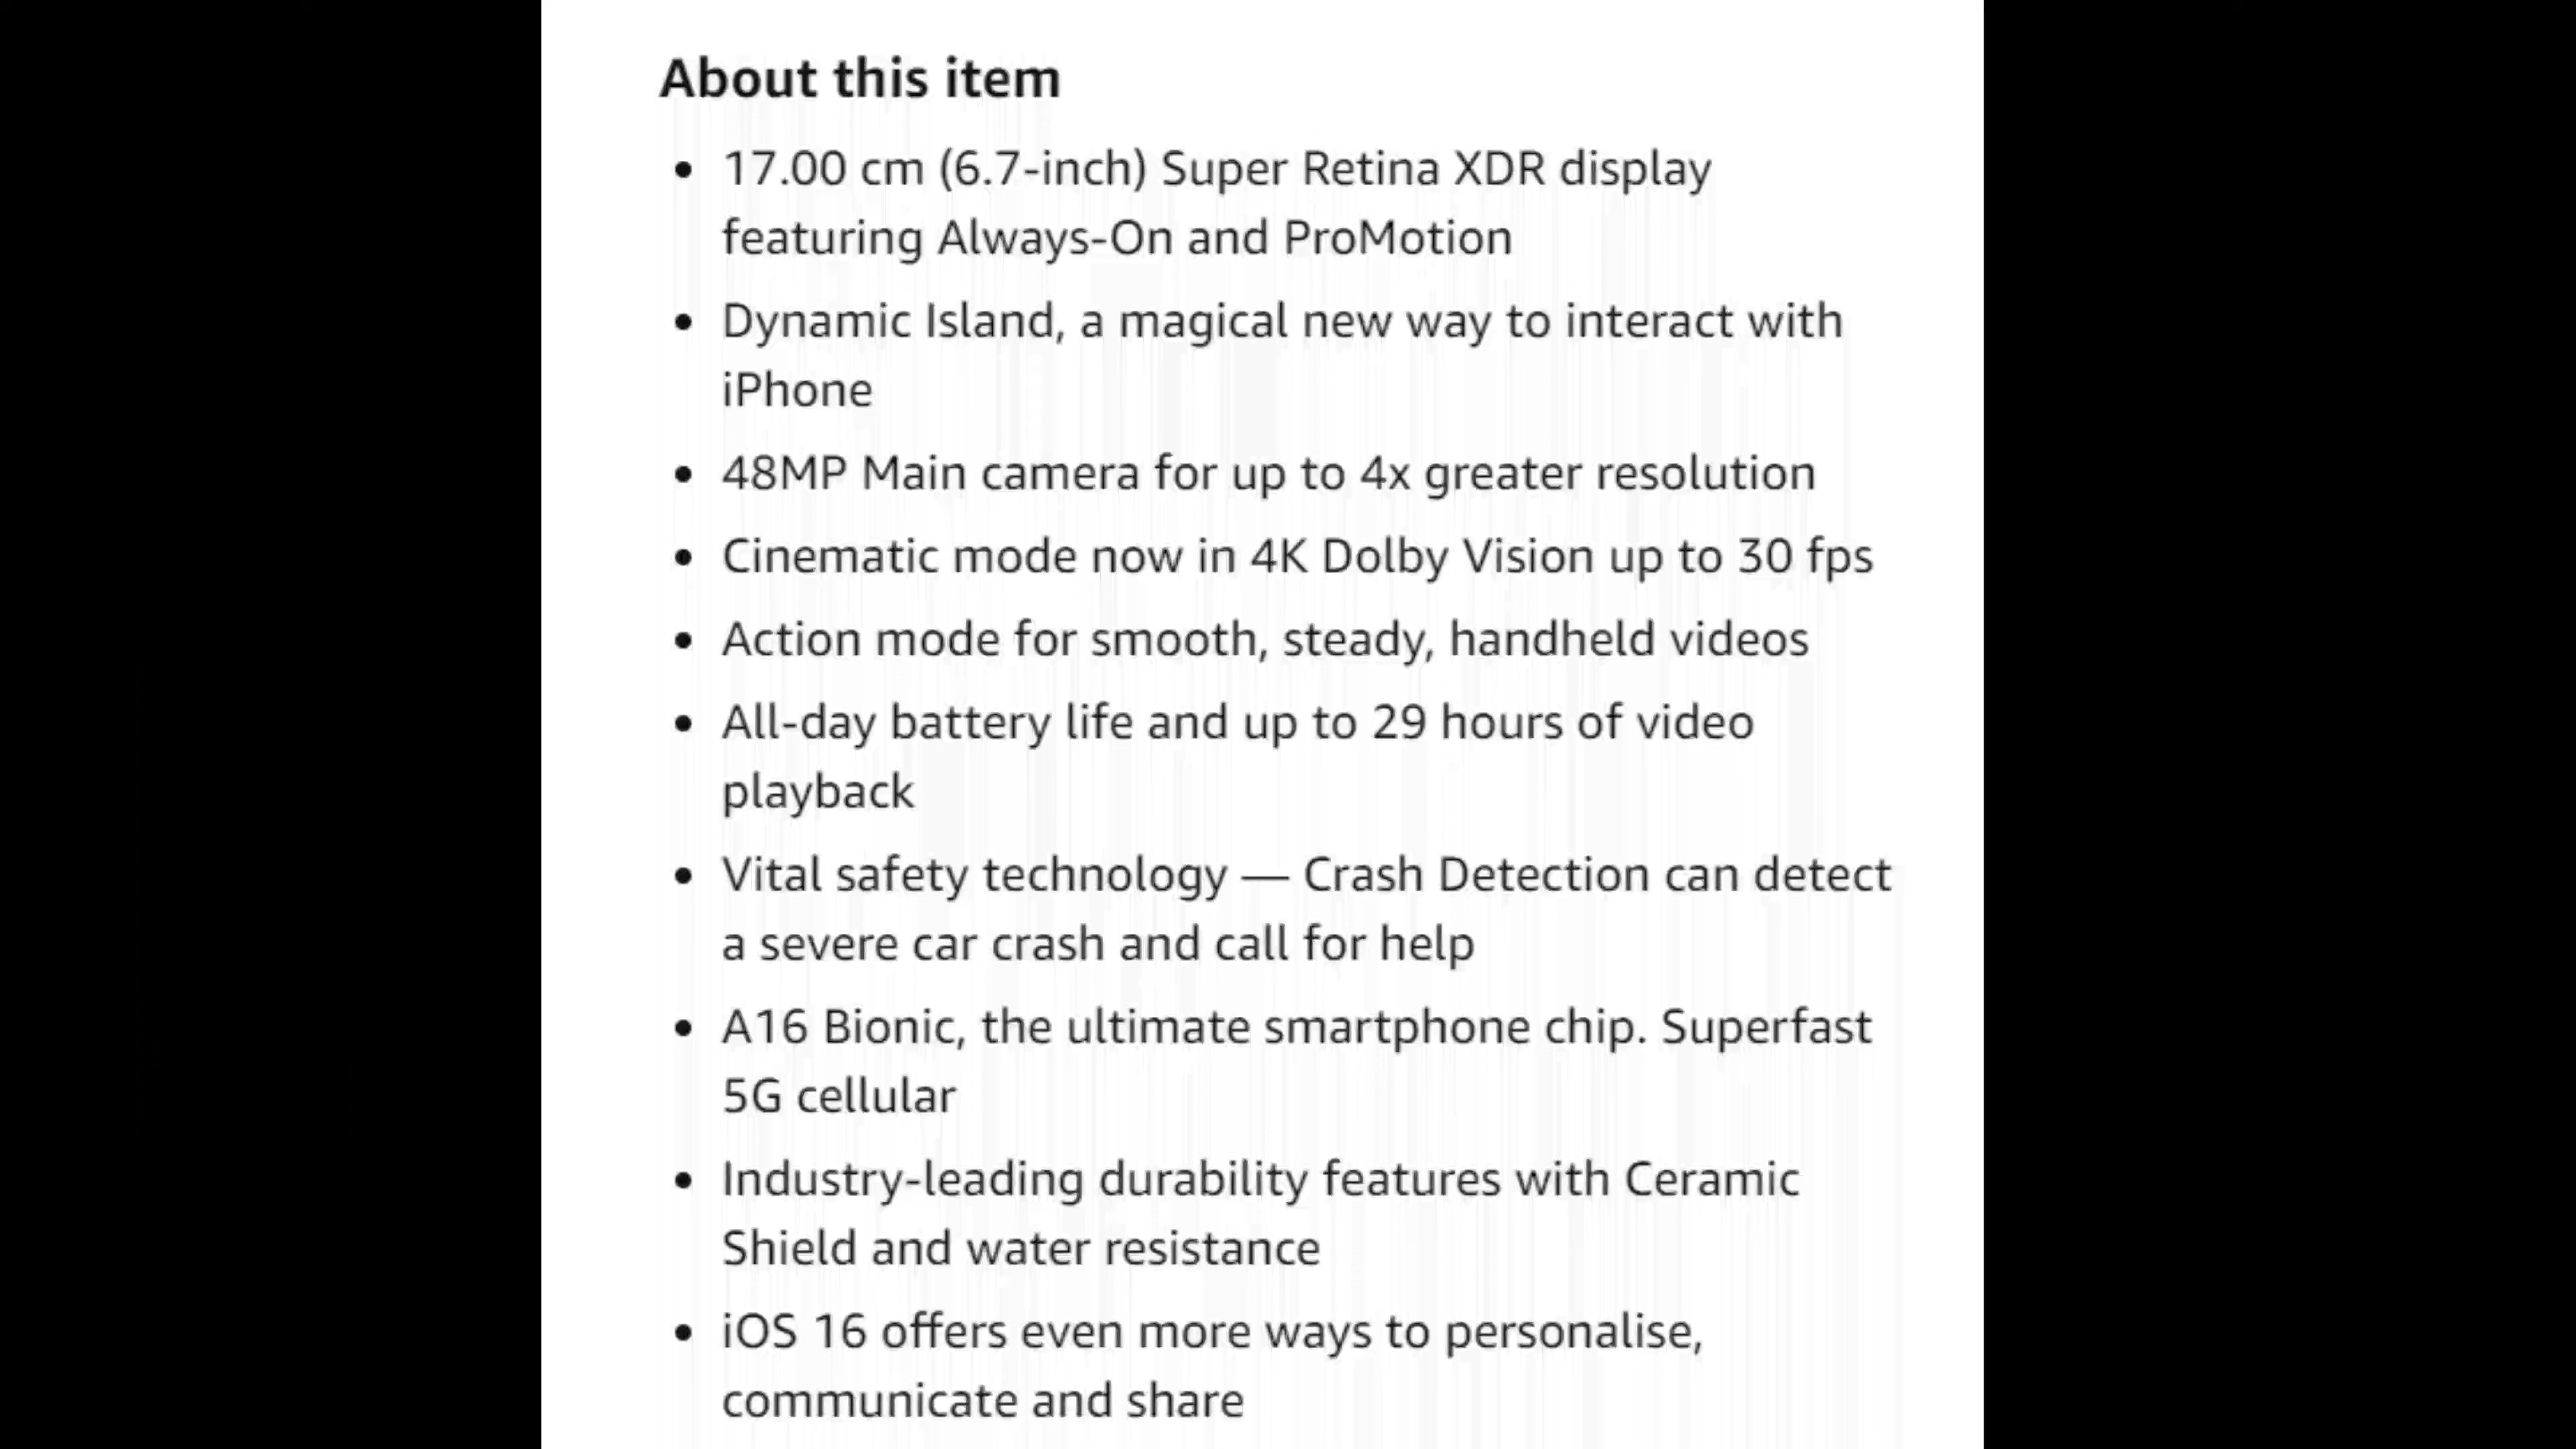 About this item
• 17.00 cm (6.7-inch) Super Retina XDR display
featuring Always-On and ProMotion
• Dynamic Island, a magical new way to interact with
iPhone
• 48MP Main camera for up to 4x greater resolution
• Cinematic mode now in 4K Dolby Vision up to 30 fps
• Action mode for smooth, steady, handheld videos
• All-day battery life and up to 29 hours of video
playback
• Vital safety technology — Crash Detection can detect
a severe car crash and call for help
• A16 Bionic, the ultimate smartphone chip. Superfast
5G cellular
• Industry-leading durability features with Ceramic
Shield and water resistance
• iOS 16 offers even more ways to personalise,
communicate and share